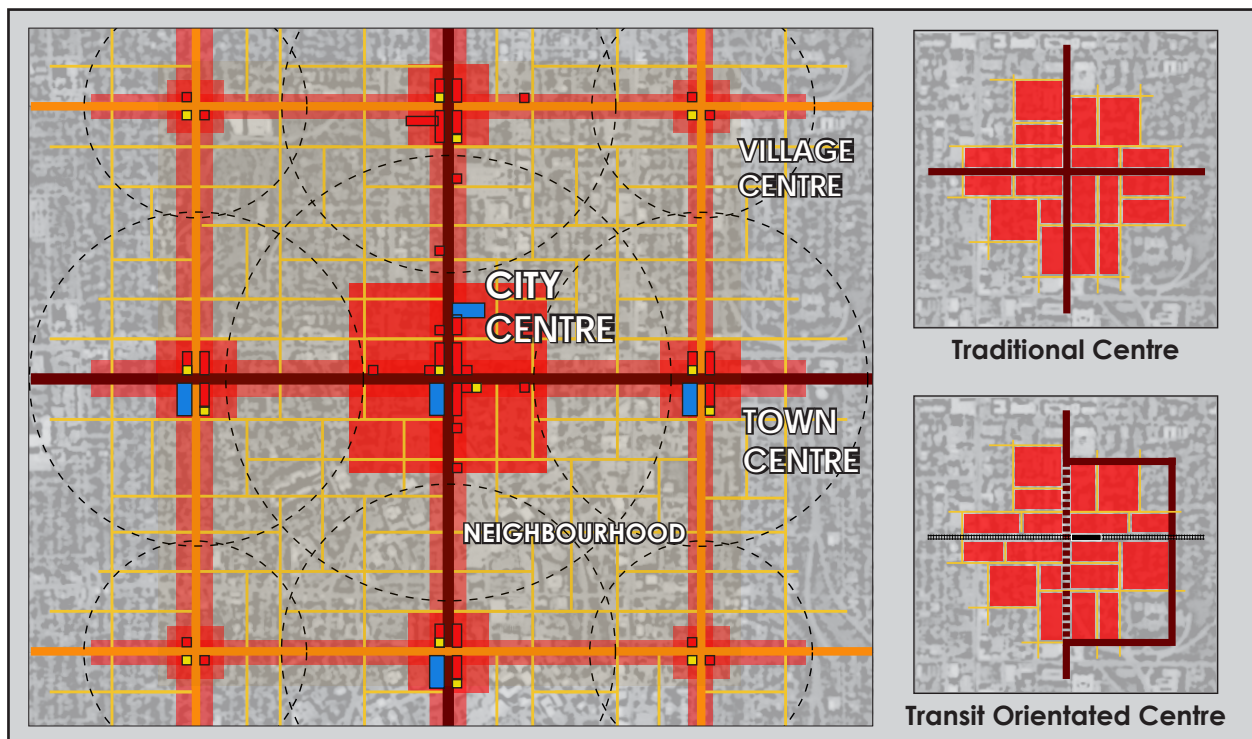 VILLAGE
CENTRE
CITY
CENTRE
TOWN
CENTRE
NEIGHBOURHOOD
Traditional Centre
Transit Orientated Centre